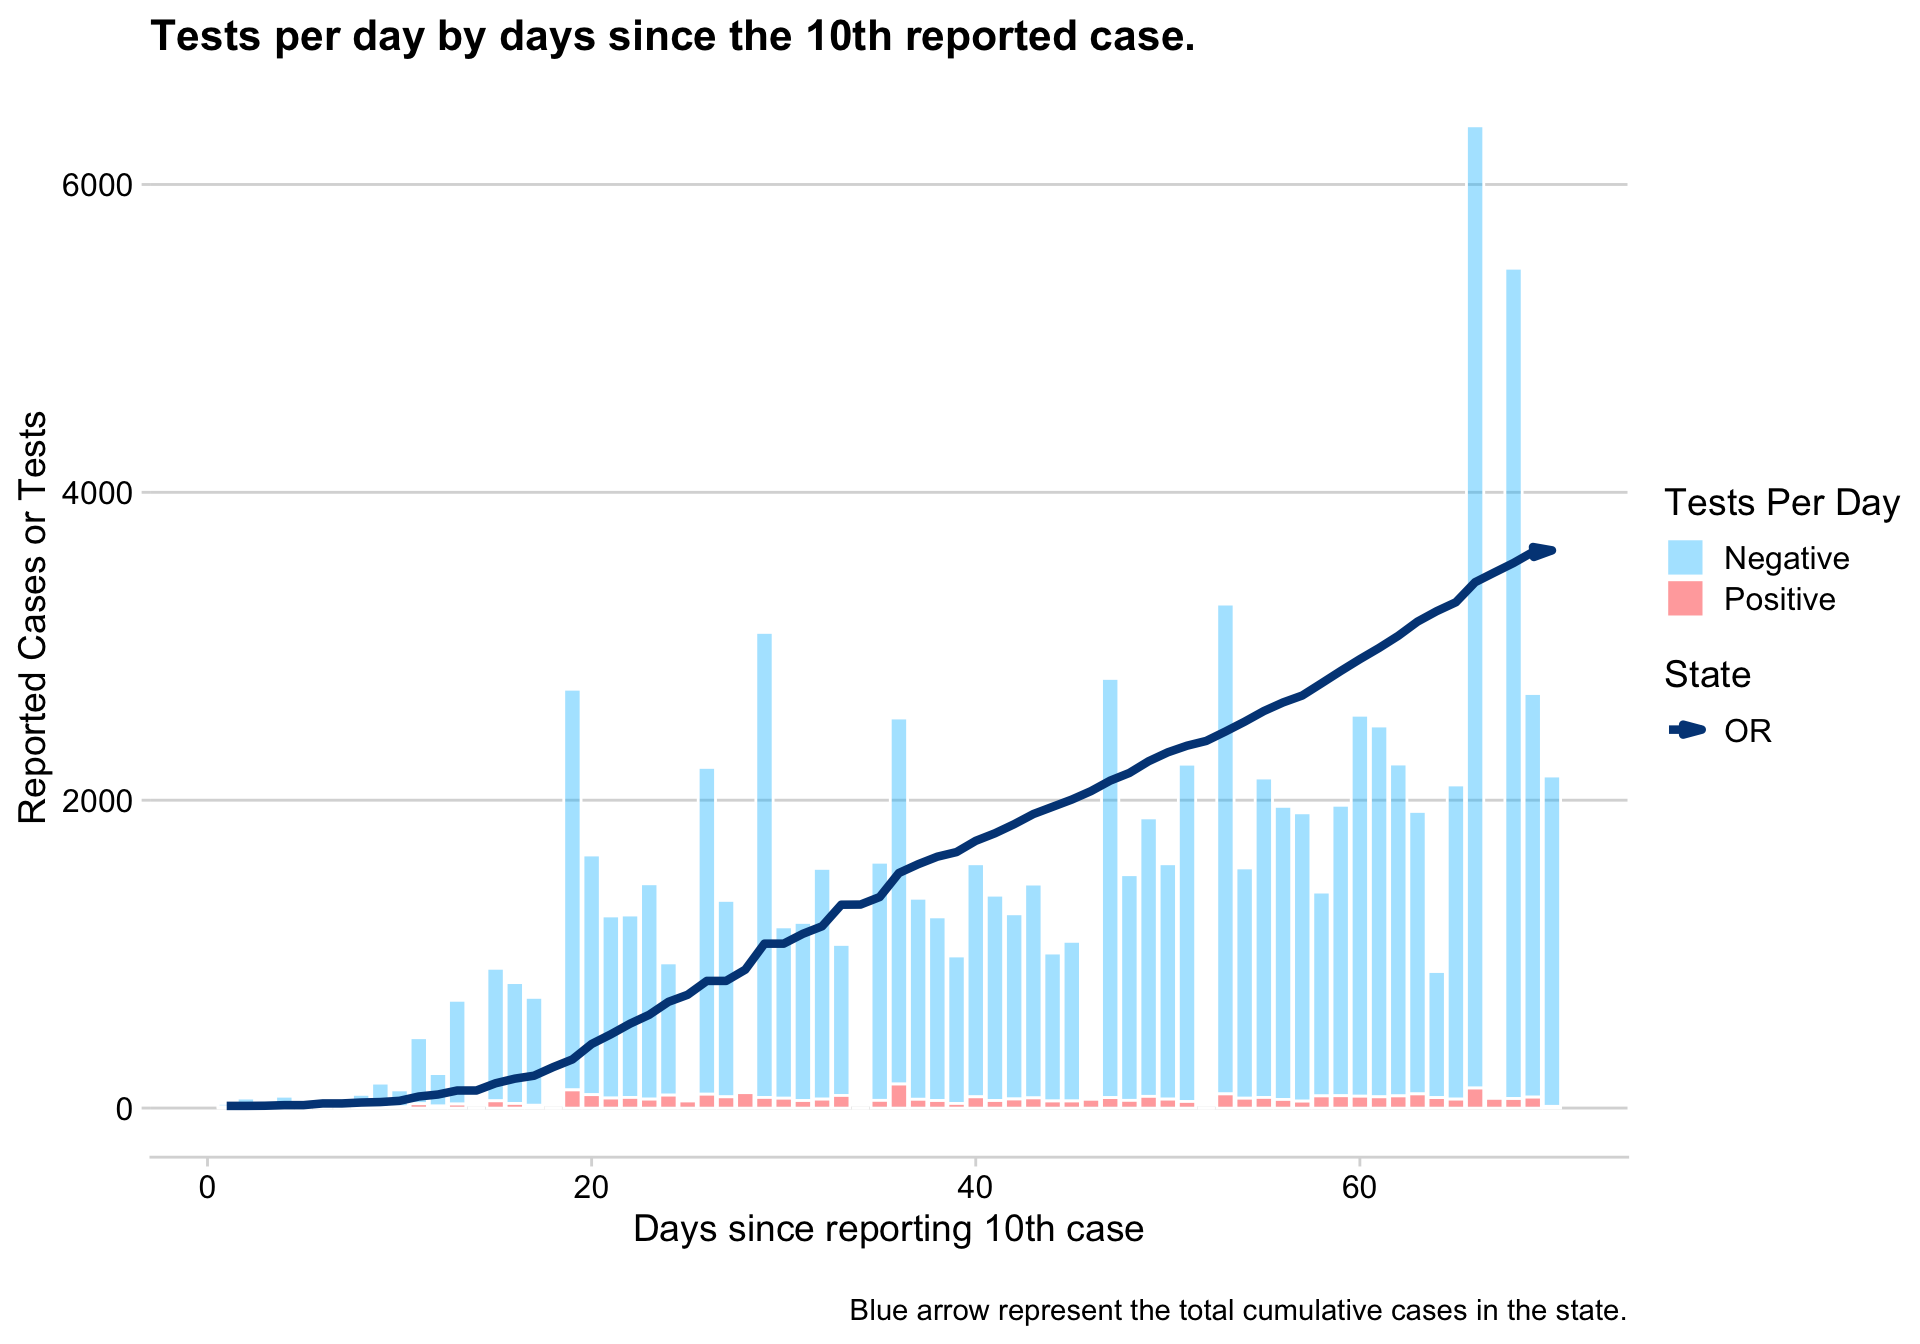 Tests per day by days since the 10th reported case.
Reported Cases or Tests
6000
4000
2000
0
0 20 40 60
Days since reporting 10th case
Tests Per Day
Negative
Positive
State
OR
Blue arrow represent the total cumulative cases in the state.